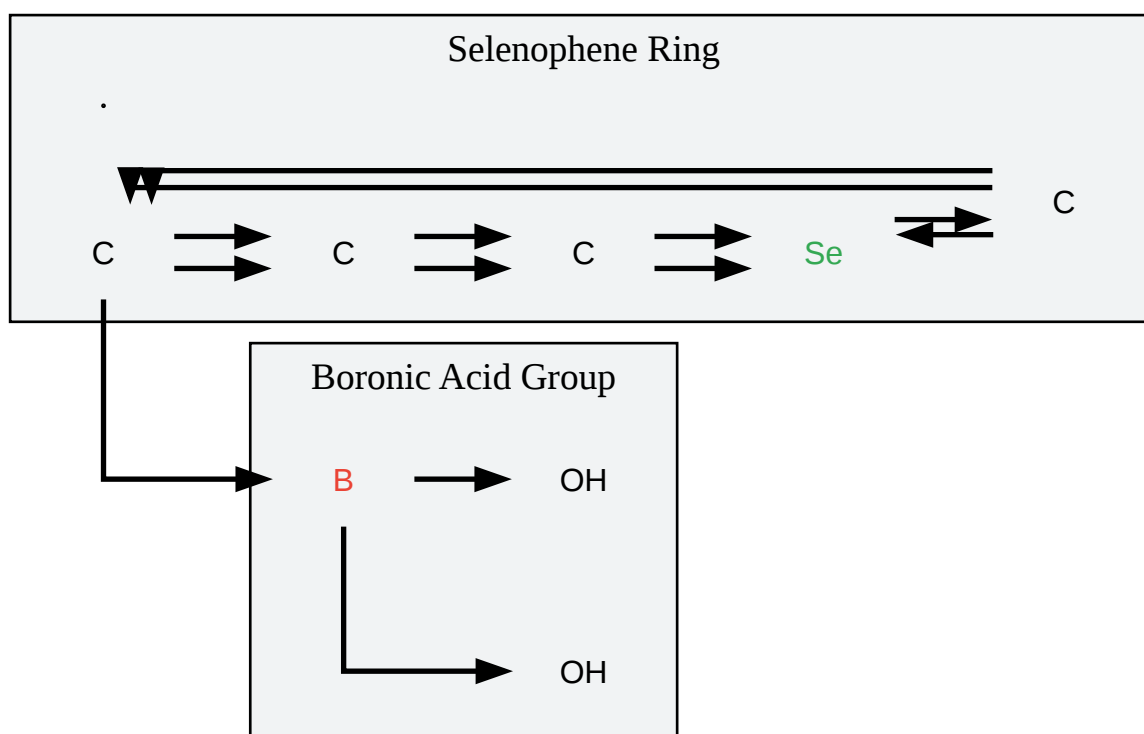 Selenophene Ring
.
C
C C C Se
Boronic Acid Group
B OH
OH